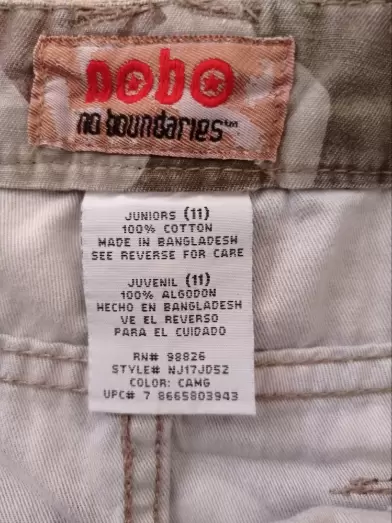 nobo
no boundaries™
JUNIORS (11)
100% COTTON
MADE IN BANGLADESH
SEE REVERSE FOR CARE
JUVENIL (11)
100% ALGODON
HECHO EN BANGLADESH
VE EL REVERSO
PARA EL CUIDADO
RN# 98826
STYLE# NJ17JD52
COLOR: CAMG
UPC# 7 8665803943